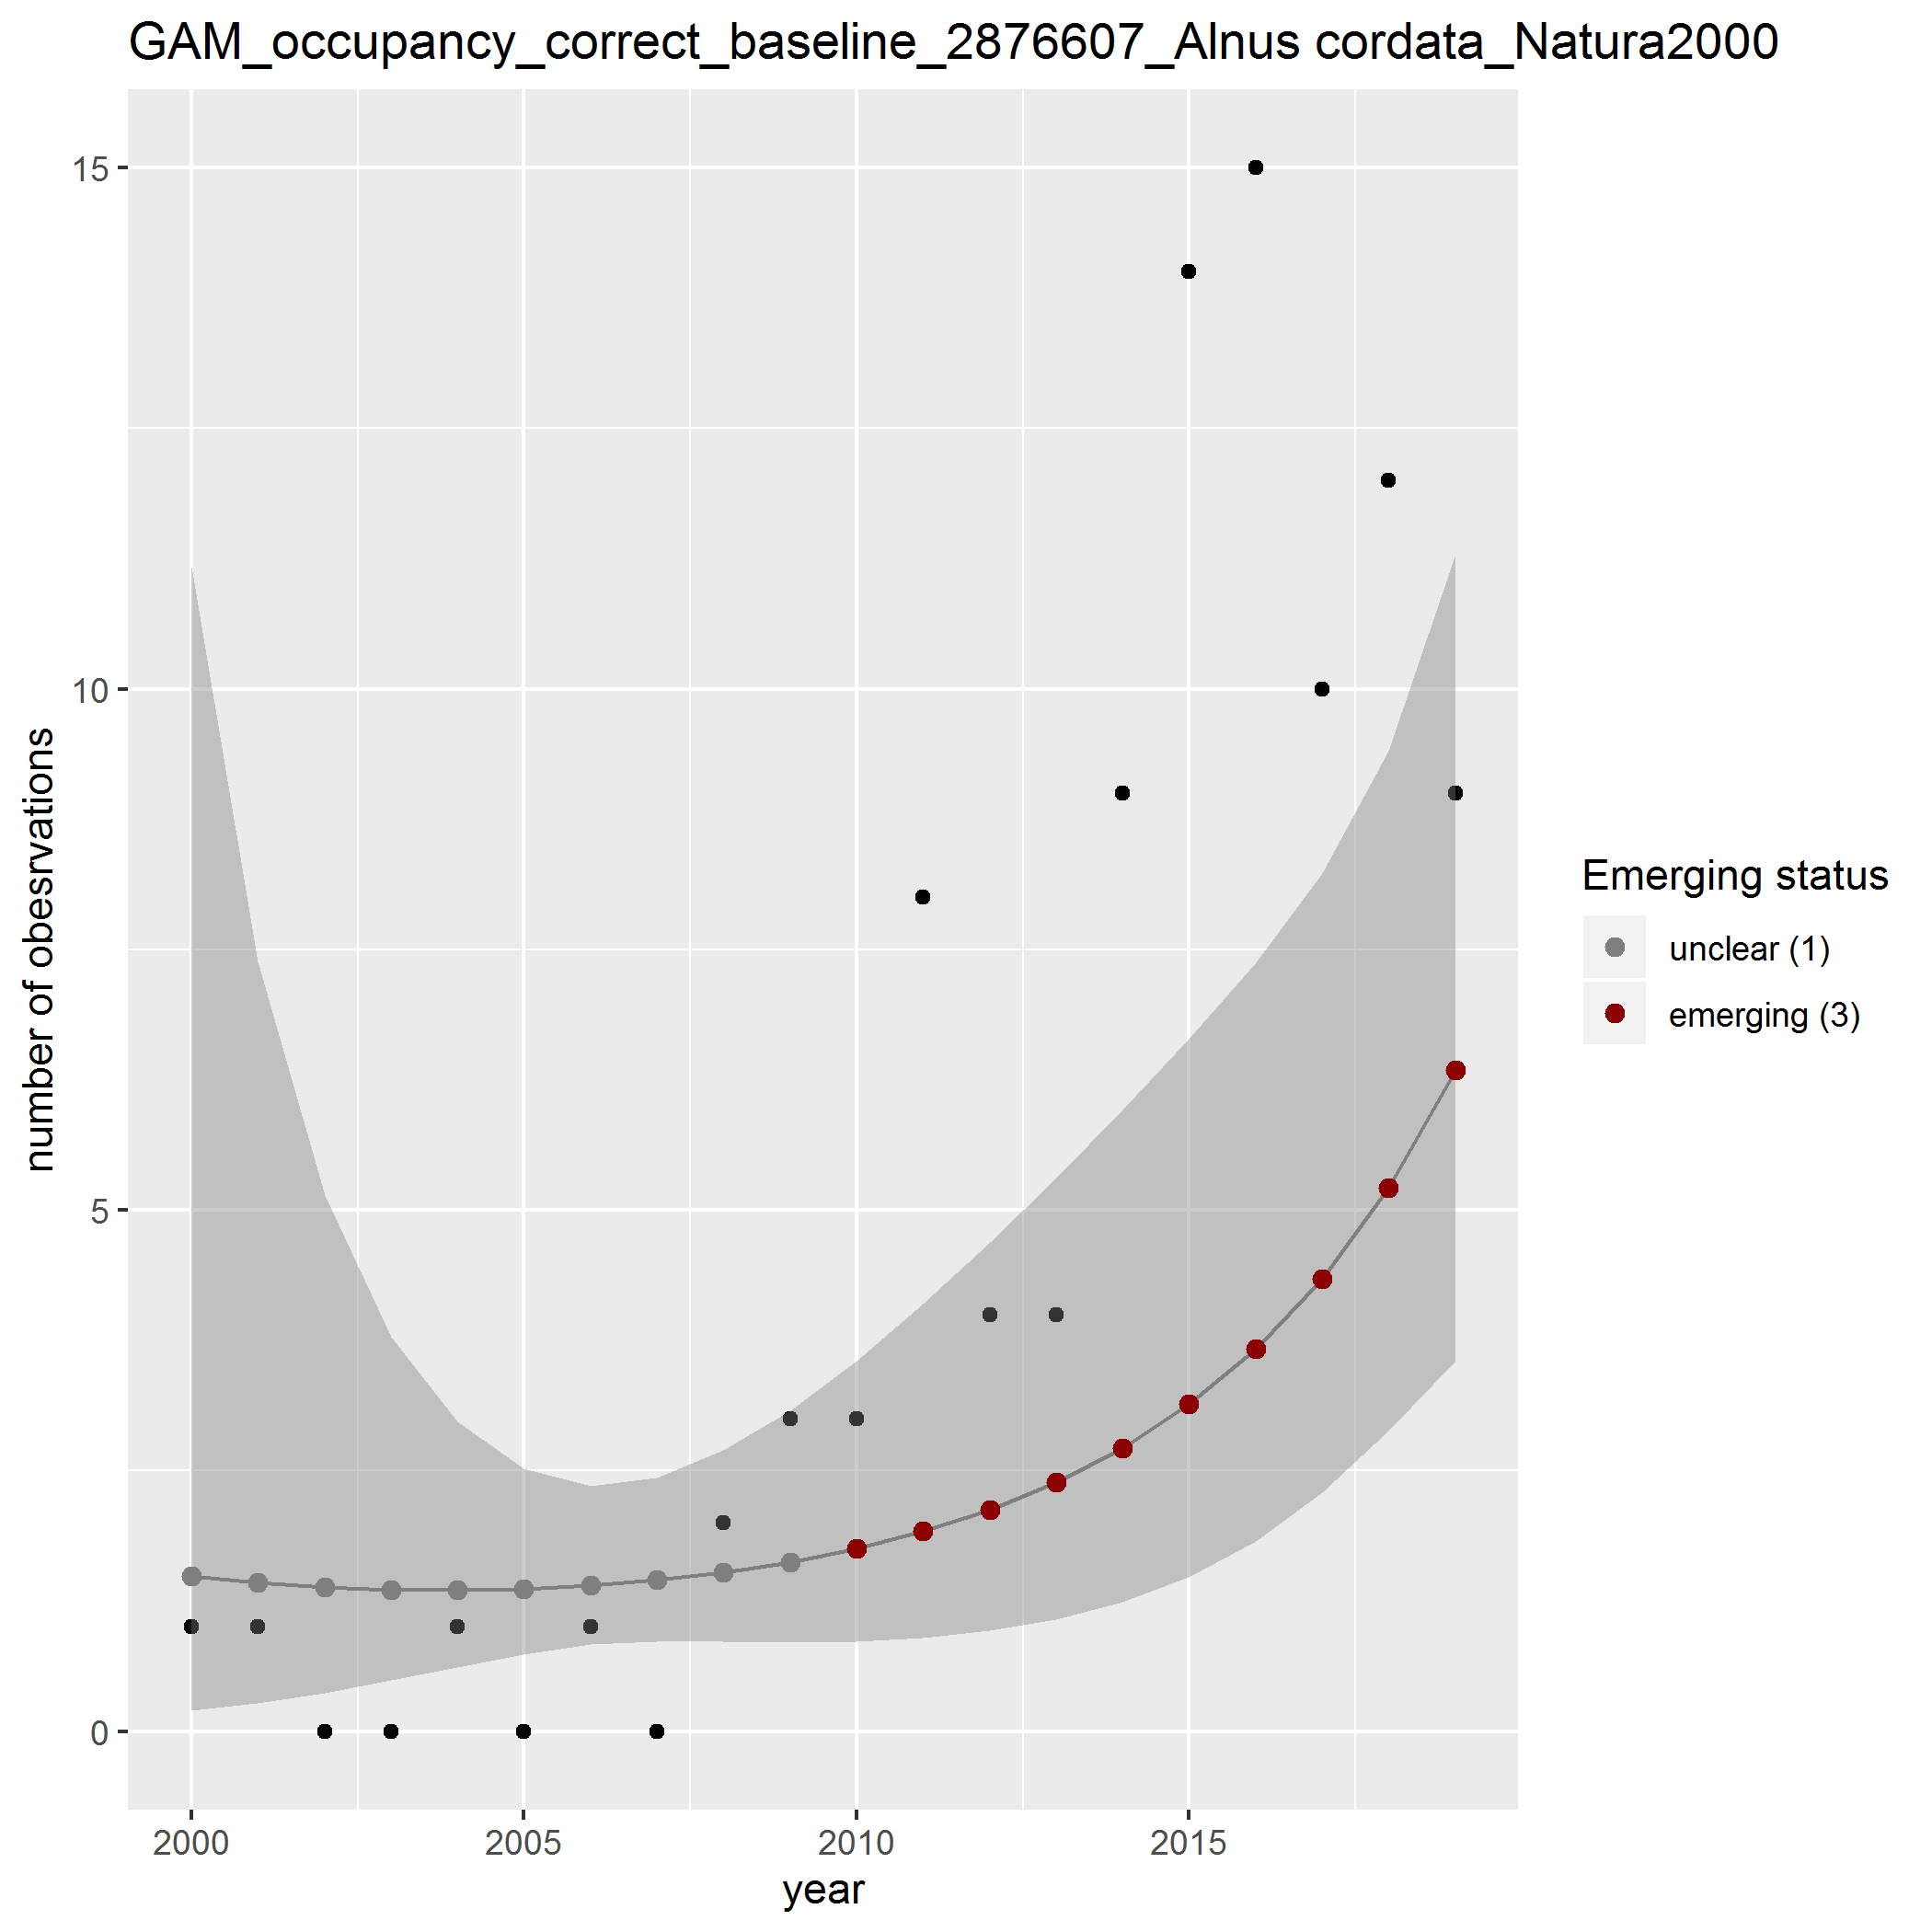 GAM_occupancy_correct_baseline_2876607_Alnus cordata_Natura2000
15
10
5
0
number of obesrvations
2000
2005
2010
2015
year
Emerging status
unclear (1)
emerging (3)